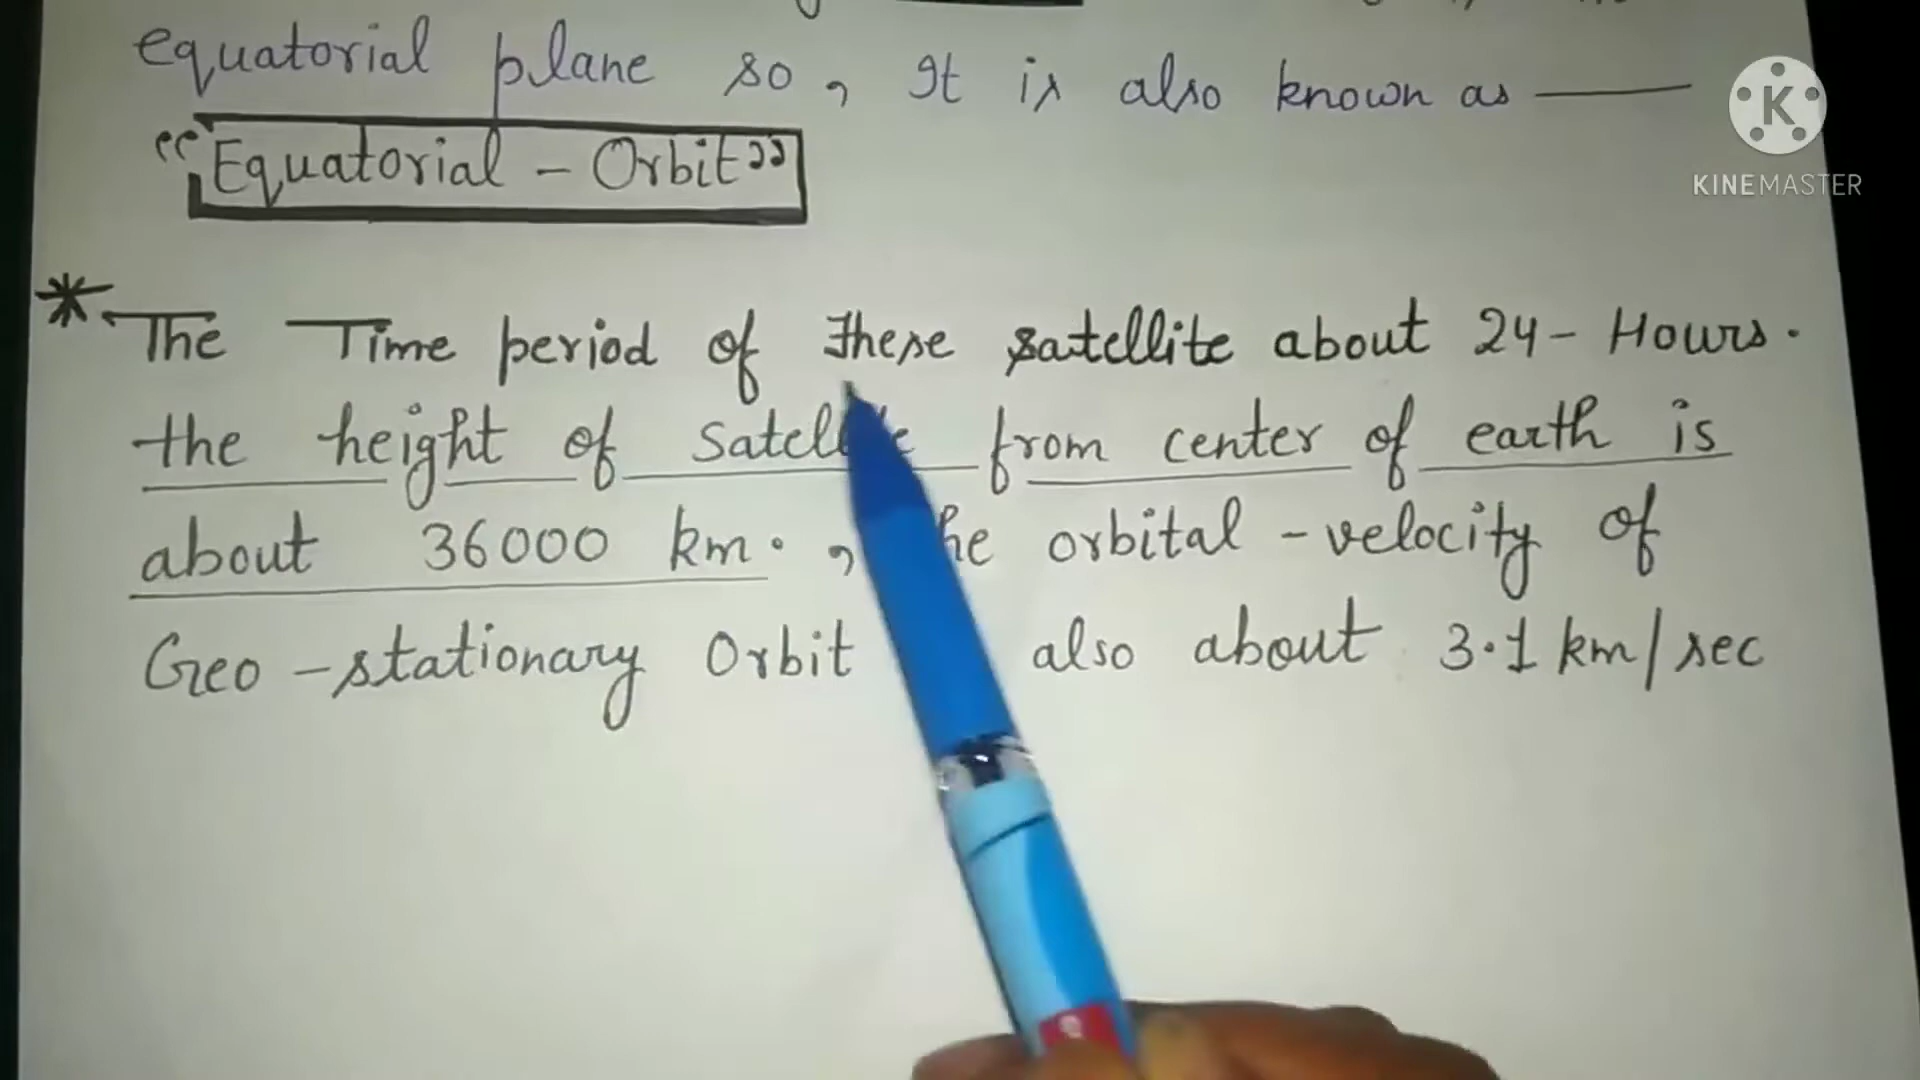 equatorial plane so, It is also known as ——
"Equatorial - Orbit"
* The Time period of these satellite about 24 - Hours.
the height of satellite from center of earth is
about 36000 km. , the orbital - velocity of
Geo - stationary Orbit also about 3.1 km/sec
K
KINEMASTER